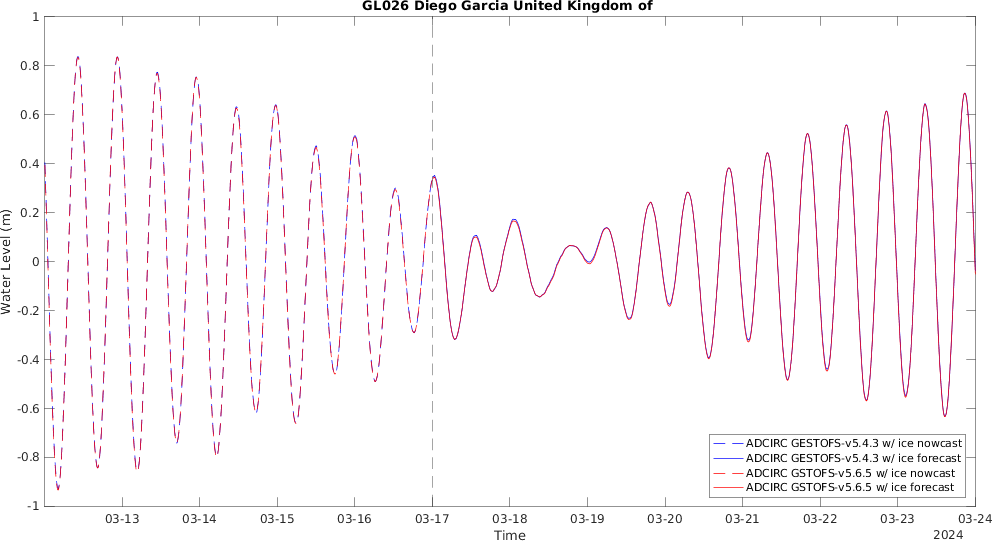 GL026 Diego Garcia United Kingdom of
1
0.8
0.6
0.4
0.2
0
-0.2
-0.4
-0.6
-0.8
-1
Water Level (m)
03-13 03-14 03-15 03-16 03-17 03-18 03-19 03-20 03-21 03-22 03-23 03-24
Time
2024
ADCIRC GESTOFS-v5.4.3 w/ ice nowcast
ADCIRC GESTOFS-v5.4.3 w/ ice forecast
ADCIRC GSTOFS-v5.6.5 w/ ice nowcast
ADCIRC GSTOFS-v5.6.5 w/ ice forecast